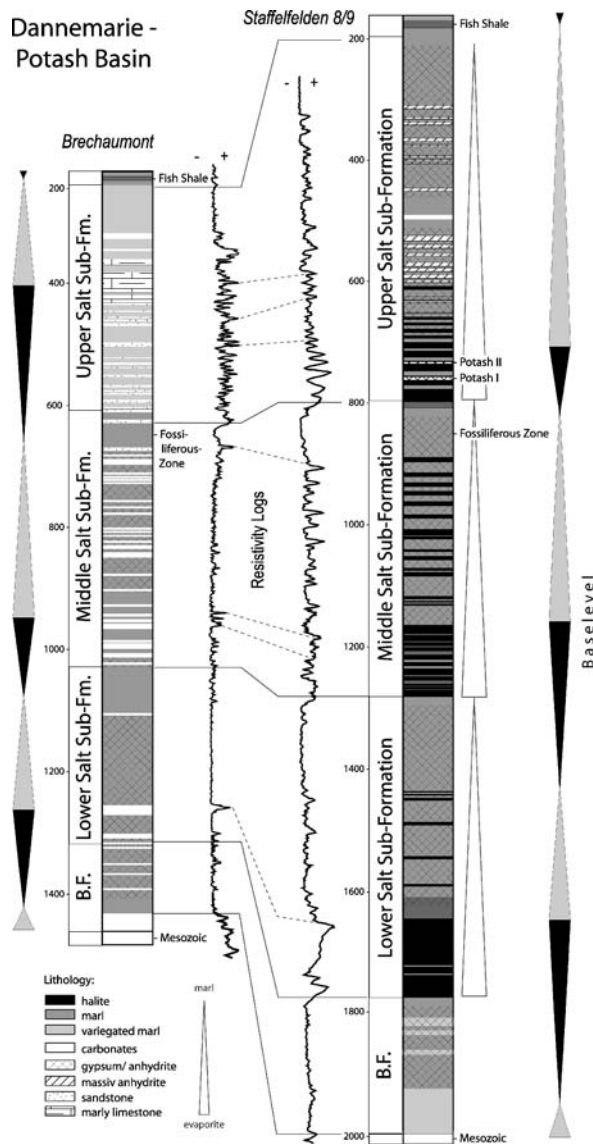 Dannemarie -
Potash Basin
Staffelfelden 8/9
Brechaumont
- +
- +
Fish Shale
200
400
600
800
1000
1200
1400
Upper Salt Sub-Fm.
Middle Salt Sub-Fm.
Lower Salt Sub-Fm.
B.F.
Fossi-
liferous-
Zone
Mesozoic
Resistivity Logs
Fish Shale
200
400
600
800
1000
1200
1400
1600
1800
2000
Upper Salt Sub-Formation
Middle Salt Sub-Formation
Lower Salt Sub-Formation
B.F.
Potash II
Potash I
Fossiliferous Zone
Mesozoic
Baselevel
Lithology:
halite
marl
variegated marl
carbonates
gypsum/ anhydrite
massiv anhydrite
sandstone
marly limestone
marl
evaporite